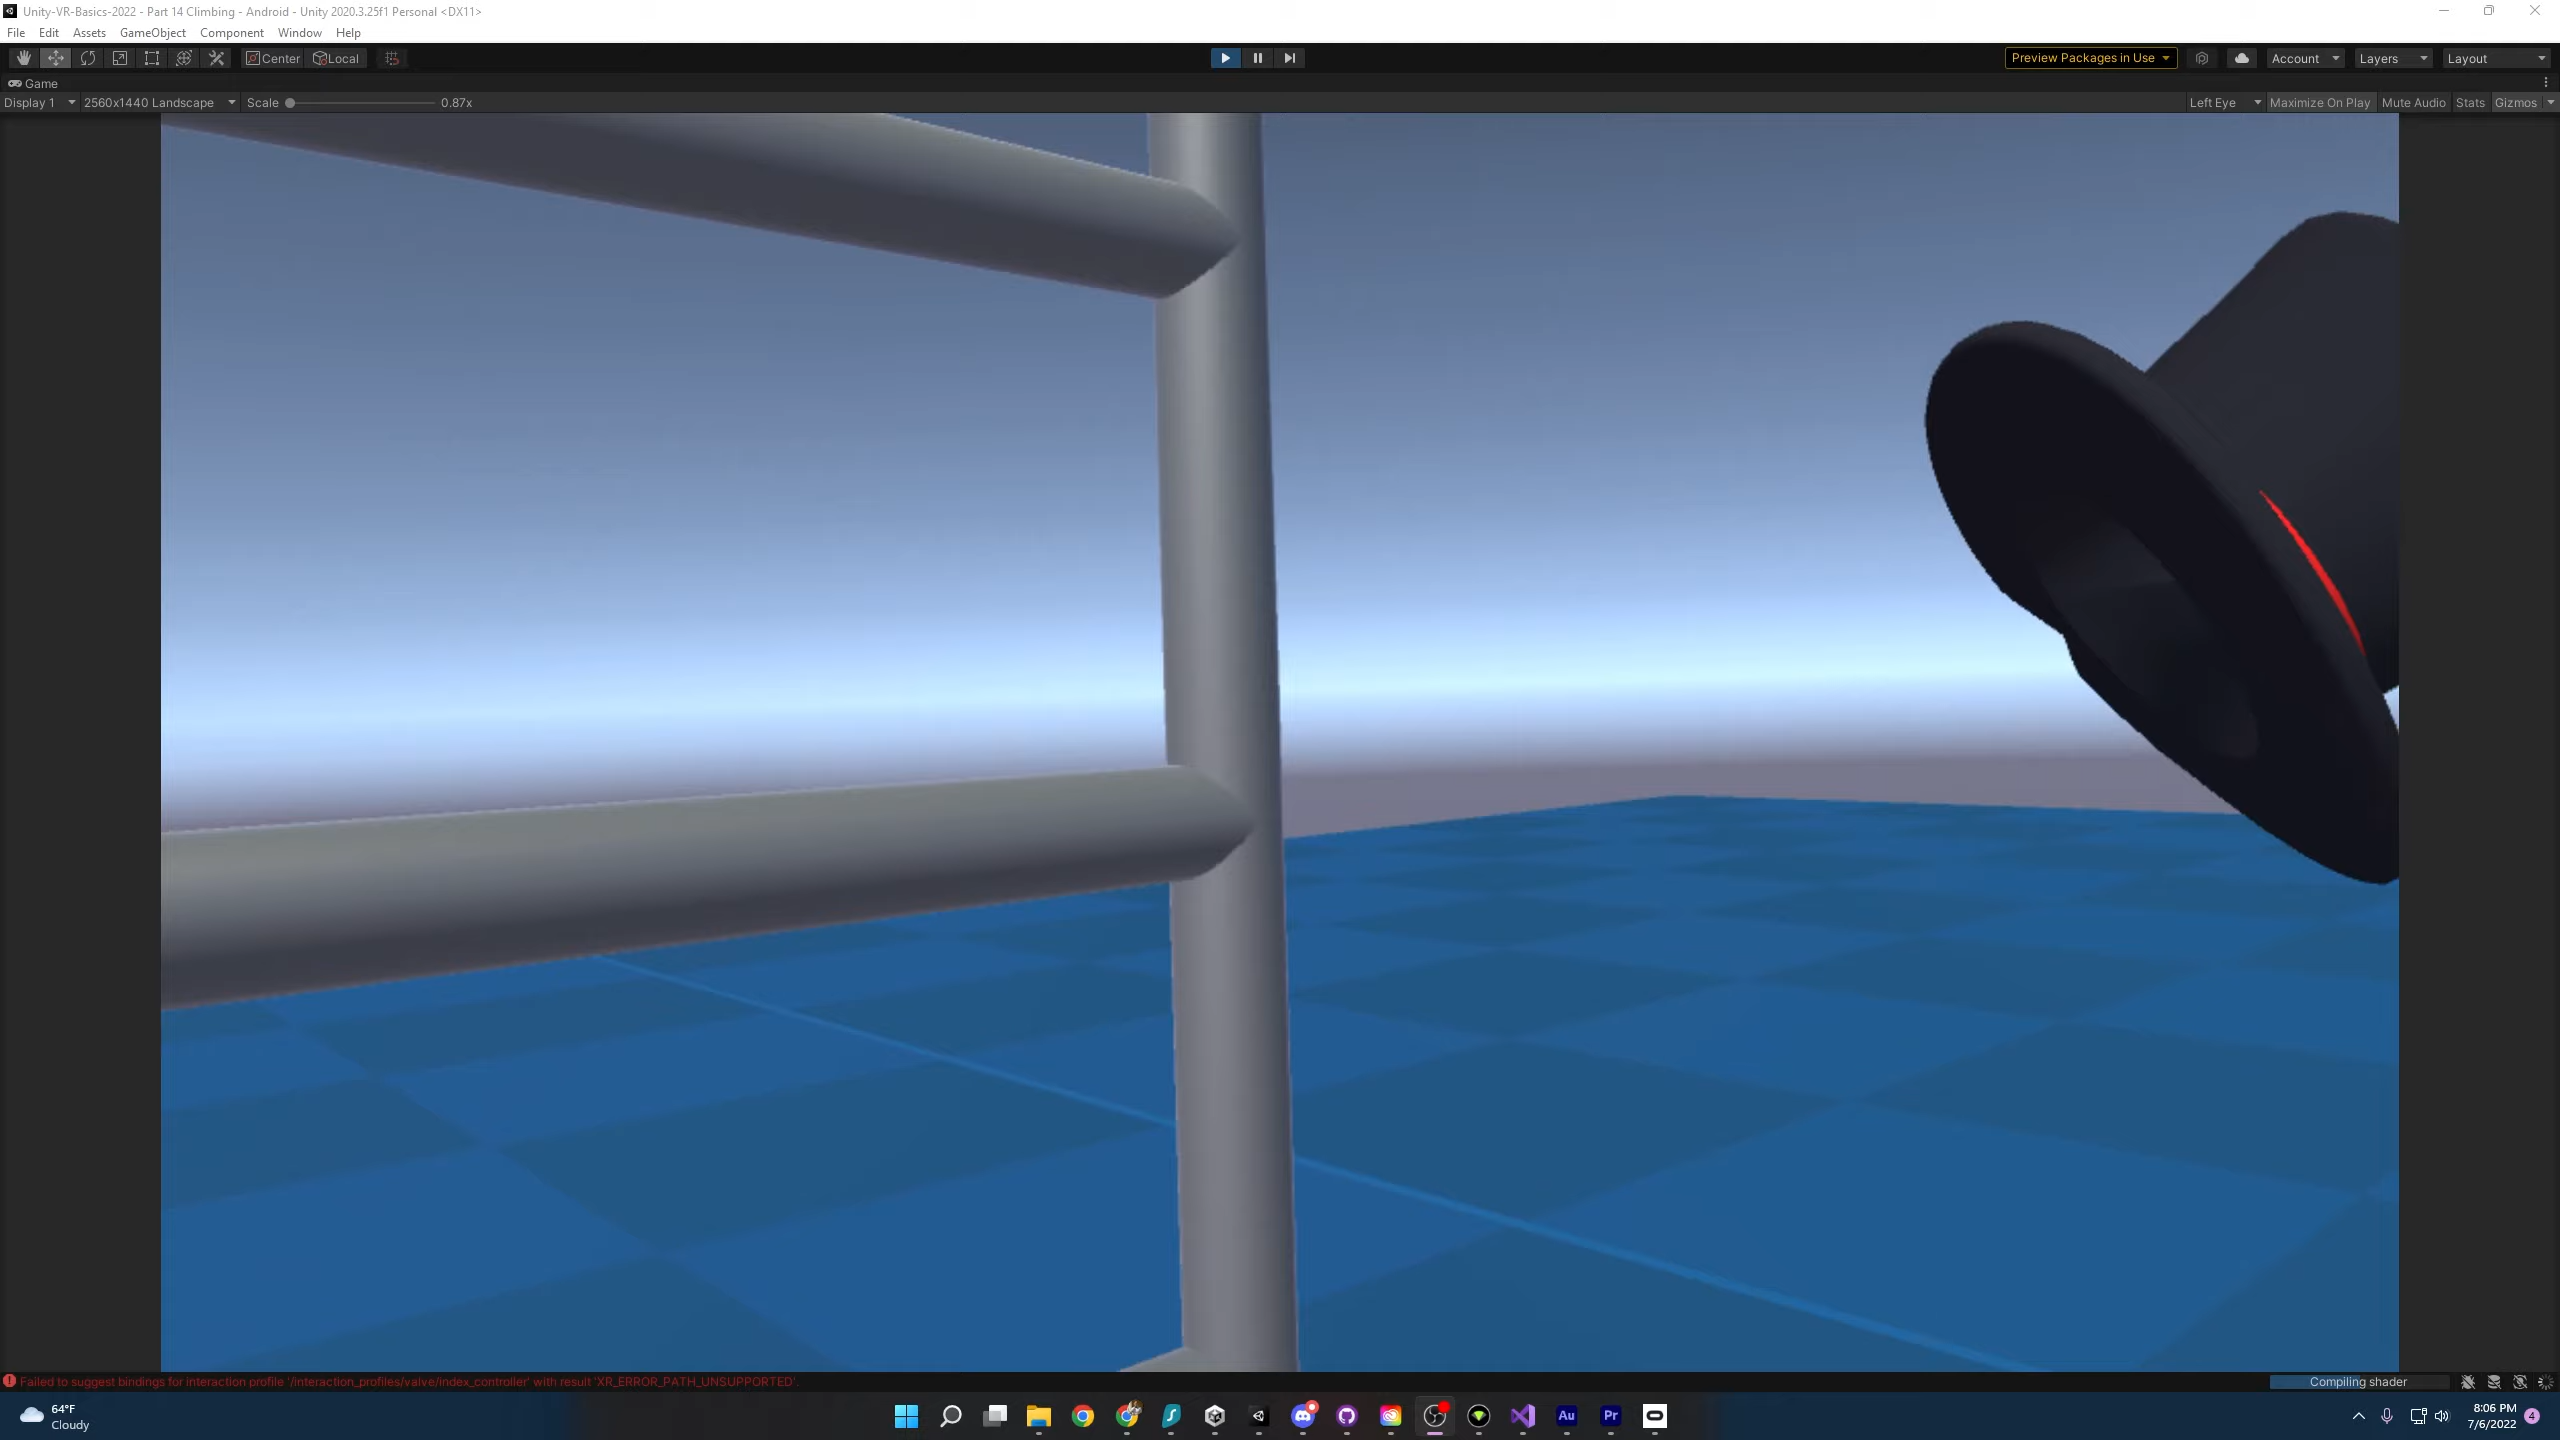 Unity-VR-Basics-2022 - Part 14 Climbing - Android - Unity 2020.3.25f1 Personal <DX11>
File Edit Assets GameObject Component Window Help
Center Local Preview Packages in Use Account Layers Layout
Game
Display 1 2560x1440 Landscape Scale 0.87x Left Eye Maximize On Play Mute Audio Stats Gizmos
Failed to suggest bindings for interaction profile '/interaction_profiles/valve/index_controller' with result 'XR_ERROR_PATH_UNSUPPORTED'.
Compiling shader
64°F
Cloudy
Au Pr
8:06 PM
7/6/2022
4